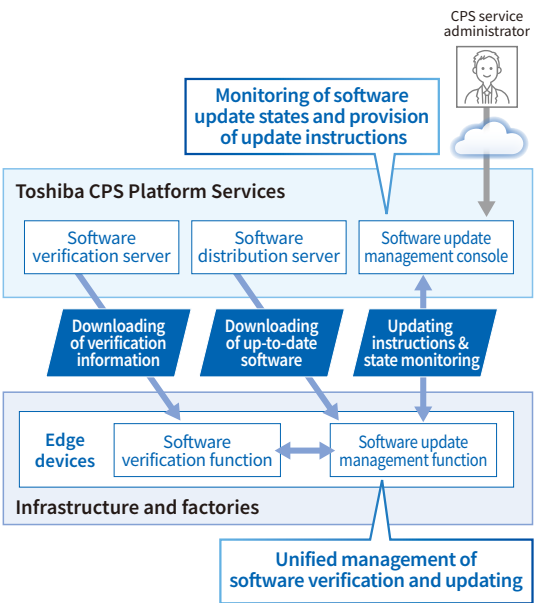 CPS service
administrator
Monitoring of software
update states and provision
of update instructions
Toshiba CPS Platform Services
Software
verification server
Software
distribution server
Software update
management console
Downloading
of verification
information
Downloading
of up-to-date
software
Updating
instructions &
state monitoring
Edge
devices
Software
verification function
Software update
management function
Infrastructure and factories
Unified management of
software verification and updating